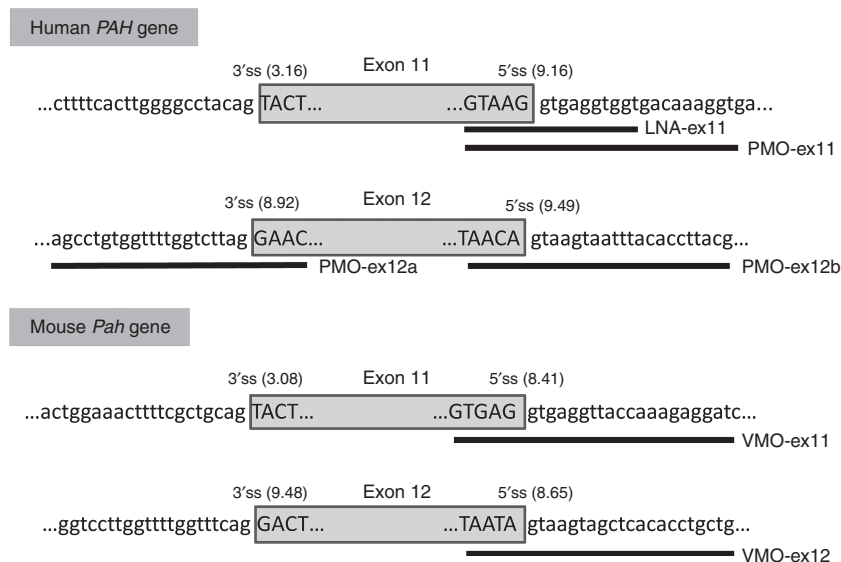 Human PAH gene
3′ss (3.16) Exon 11 5′ss (9.16)
...cttttcacttggggcctacag TACT... ...GTAAG gtgaggtggtgacaaaggtga...
LNA-ex11
PMO-ex11
3′ss (8.92) Exon 12 5′ss (9.49)
...agcctgtggttttggtcttag GAAC... ...TAACA gtaagtaatttacaccttacg...
PMO-ex12a PMO-ex12b
Mouse Pah gene
3′ss (3.08) Exon 11 5′ss (8.41)
...actggaaacttttcgctgcag TACT... ...GTGAG gtgaggttaccaaagaggatc...
VMO-ex11
3′ss (9.48) Exon 12 5′ss (8.65)
...ggtccttggttttggtttcag GACT... ...TAATA gtaagtagctcacacctgctg...
VMO-ex12